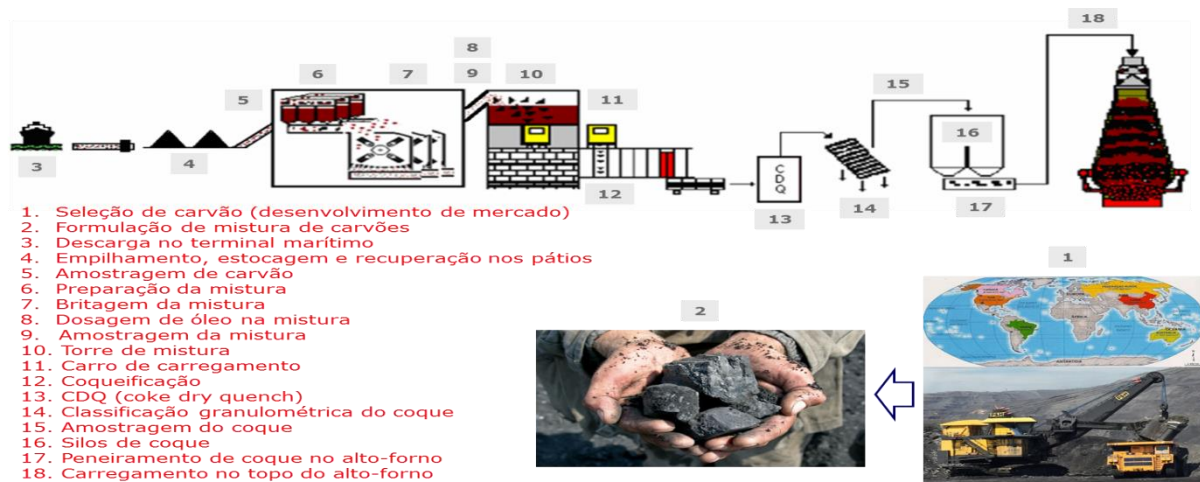 18
8
6
7
9
10
15
5
11
16
3
4
C
D
Q
12
14
17
13
1. Seleção de carvão (desenvolvimento de mercado)
2. Formulação de mistura de carvões
3. Descarga no terminal marítimo
4. Empilhamento, estocagem e recuperação nos pátios
5. Amostragem de carvão
6. Preparação da mistura
7. Britagem da mistura
8. Dosagem de óleo na mistura
9. Amostragem da mistura
10. Torre de mistura
11. Carro de carregamento
12. Coqueificação
13. CDQ (coke dry quench)
14. Classificação granulométrica do coque
15. Amostragem do coque
16. Silos de coque
17. Peneiramento de coque no alto-forno
18. Carregamento no topo do alto-forno
1
2